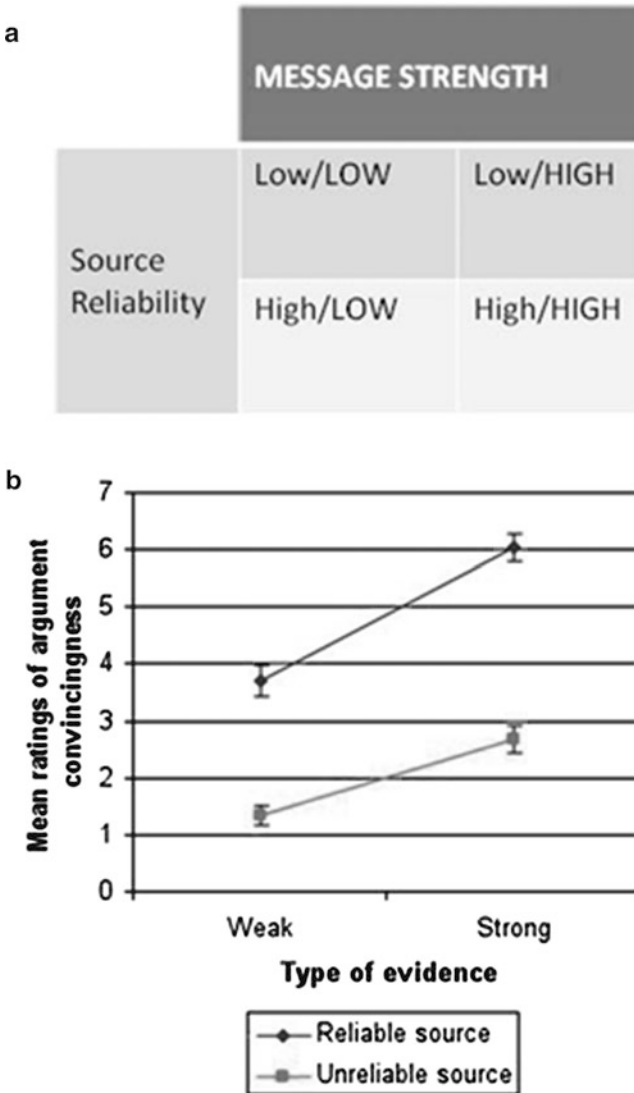 a
MESSAGE STRENGTH
Low/LOW
Low/HIGH
Source
Reliability
High/LOW
High/HIGH
b
Mean ratings of argument
convincingness
7
6
5
4
3
2
1
0
Weak
Strong
Type of evidence
Reliable source
Unreliable source